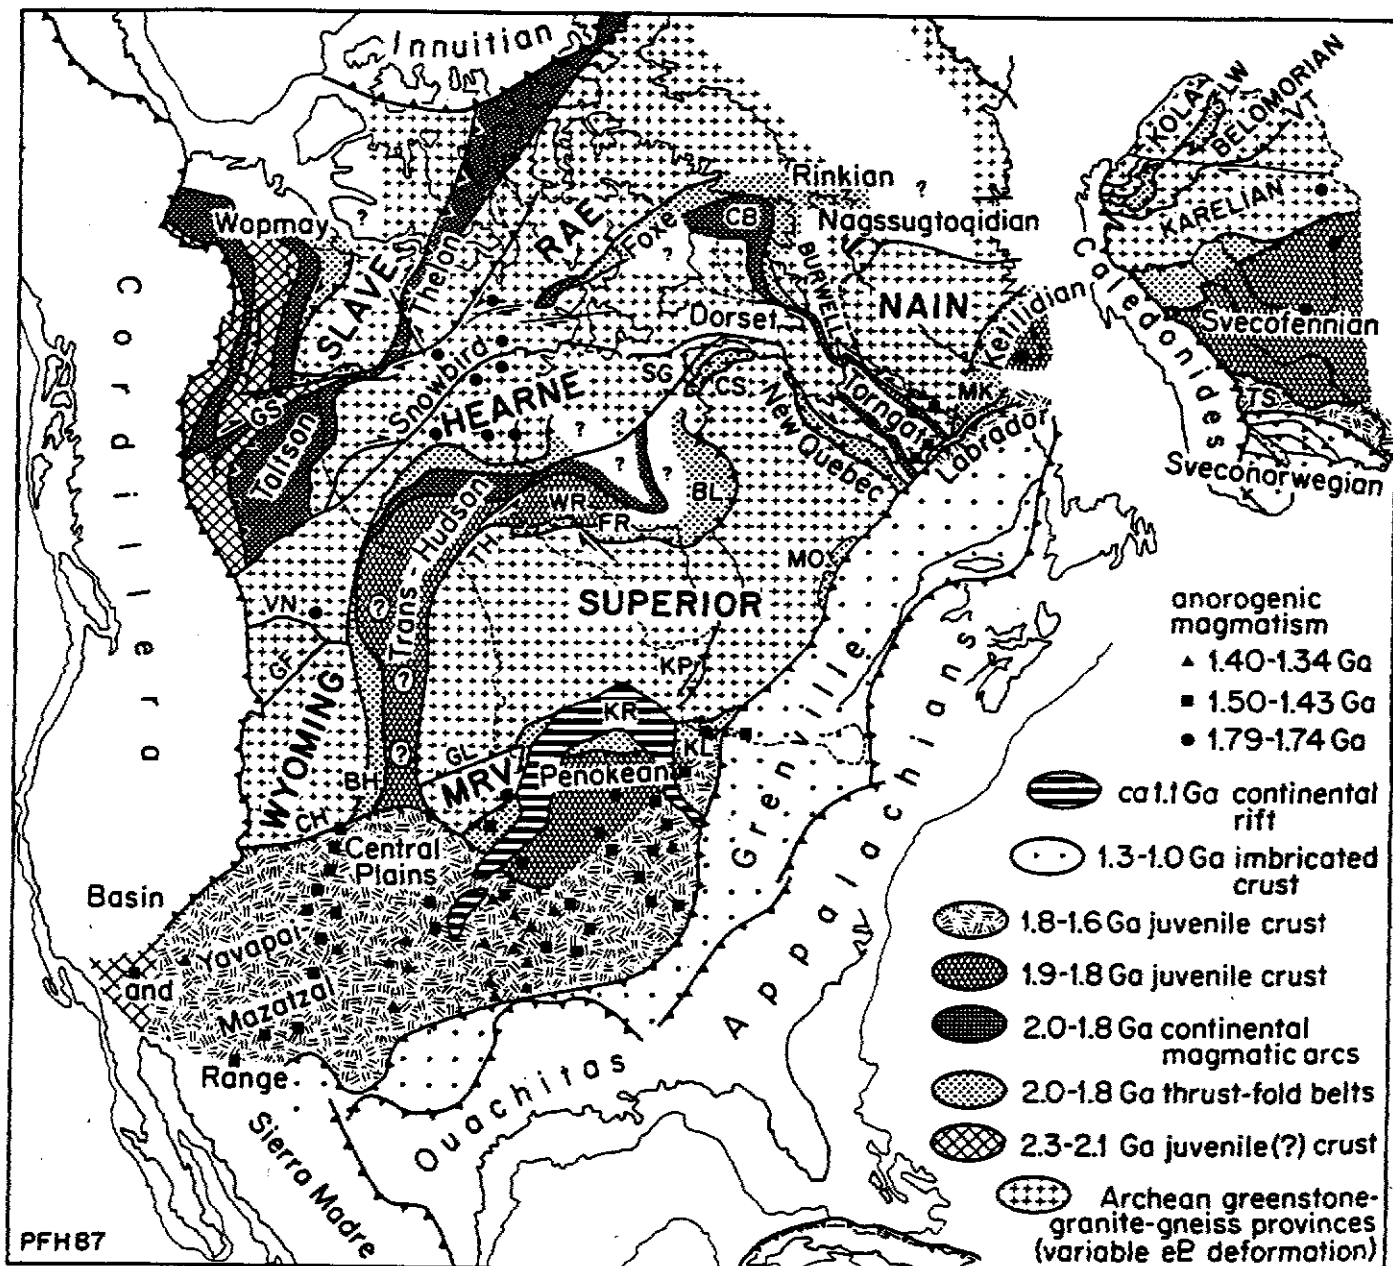 Innuitian
KOLA
LW
BELOMORIAN
VT
KARELIAN
Rinkian
?
Nagssugtoqidian
CB
Wopmay
?
RAE
Foxe
?
BURWELL
NAIN
Ketilidian
Caledonides
Svecofennian
Cordillera
SLAVE
Thelon
Dorset
GS
Snowbird
HEARNE
SG
CS
New Quebec
Torngat
MK
Labrador
TS
Sveconorwegian
Taltson
?
?
?
BL
Trans-Hudson
WR
FR
TH
MO
SUPERIOR
VN
?
GF
?
KP
WYOMING
KR
?
GL
KL
BH
MRV
Penokean
CH
Central
Plains
Grenville
Appalachians
Basin
and
Range
Yavapai
Mazatzal
Ouachitas
Sierra Madre
PFH87
anorogenic
magmatism
1.40-1.34 Ga
1.50-1.43 Ga
1.79-1.74 Ga
ca 1.1 Ga continental
rift
1.3-1.0 Ga imbricated
crust
1.8-1.6 Ga juvenile crust
1.9-1.8 Ga juvenile crust
2.0-1.8 Ga continental
magmatic arcs
2.0-1.8 Ga thrust-fold belts
2.3-2.1 Ga juvenile(?) crust
Archean greenstone-
granite-gneiss provinces
(variable eP deformation)